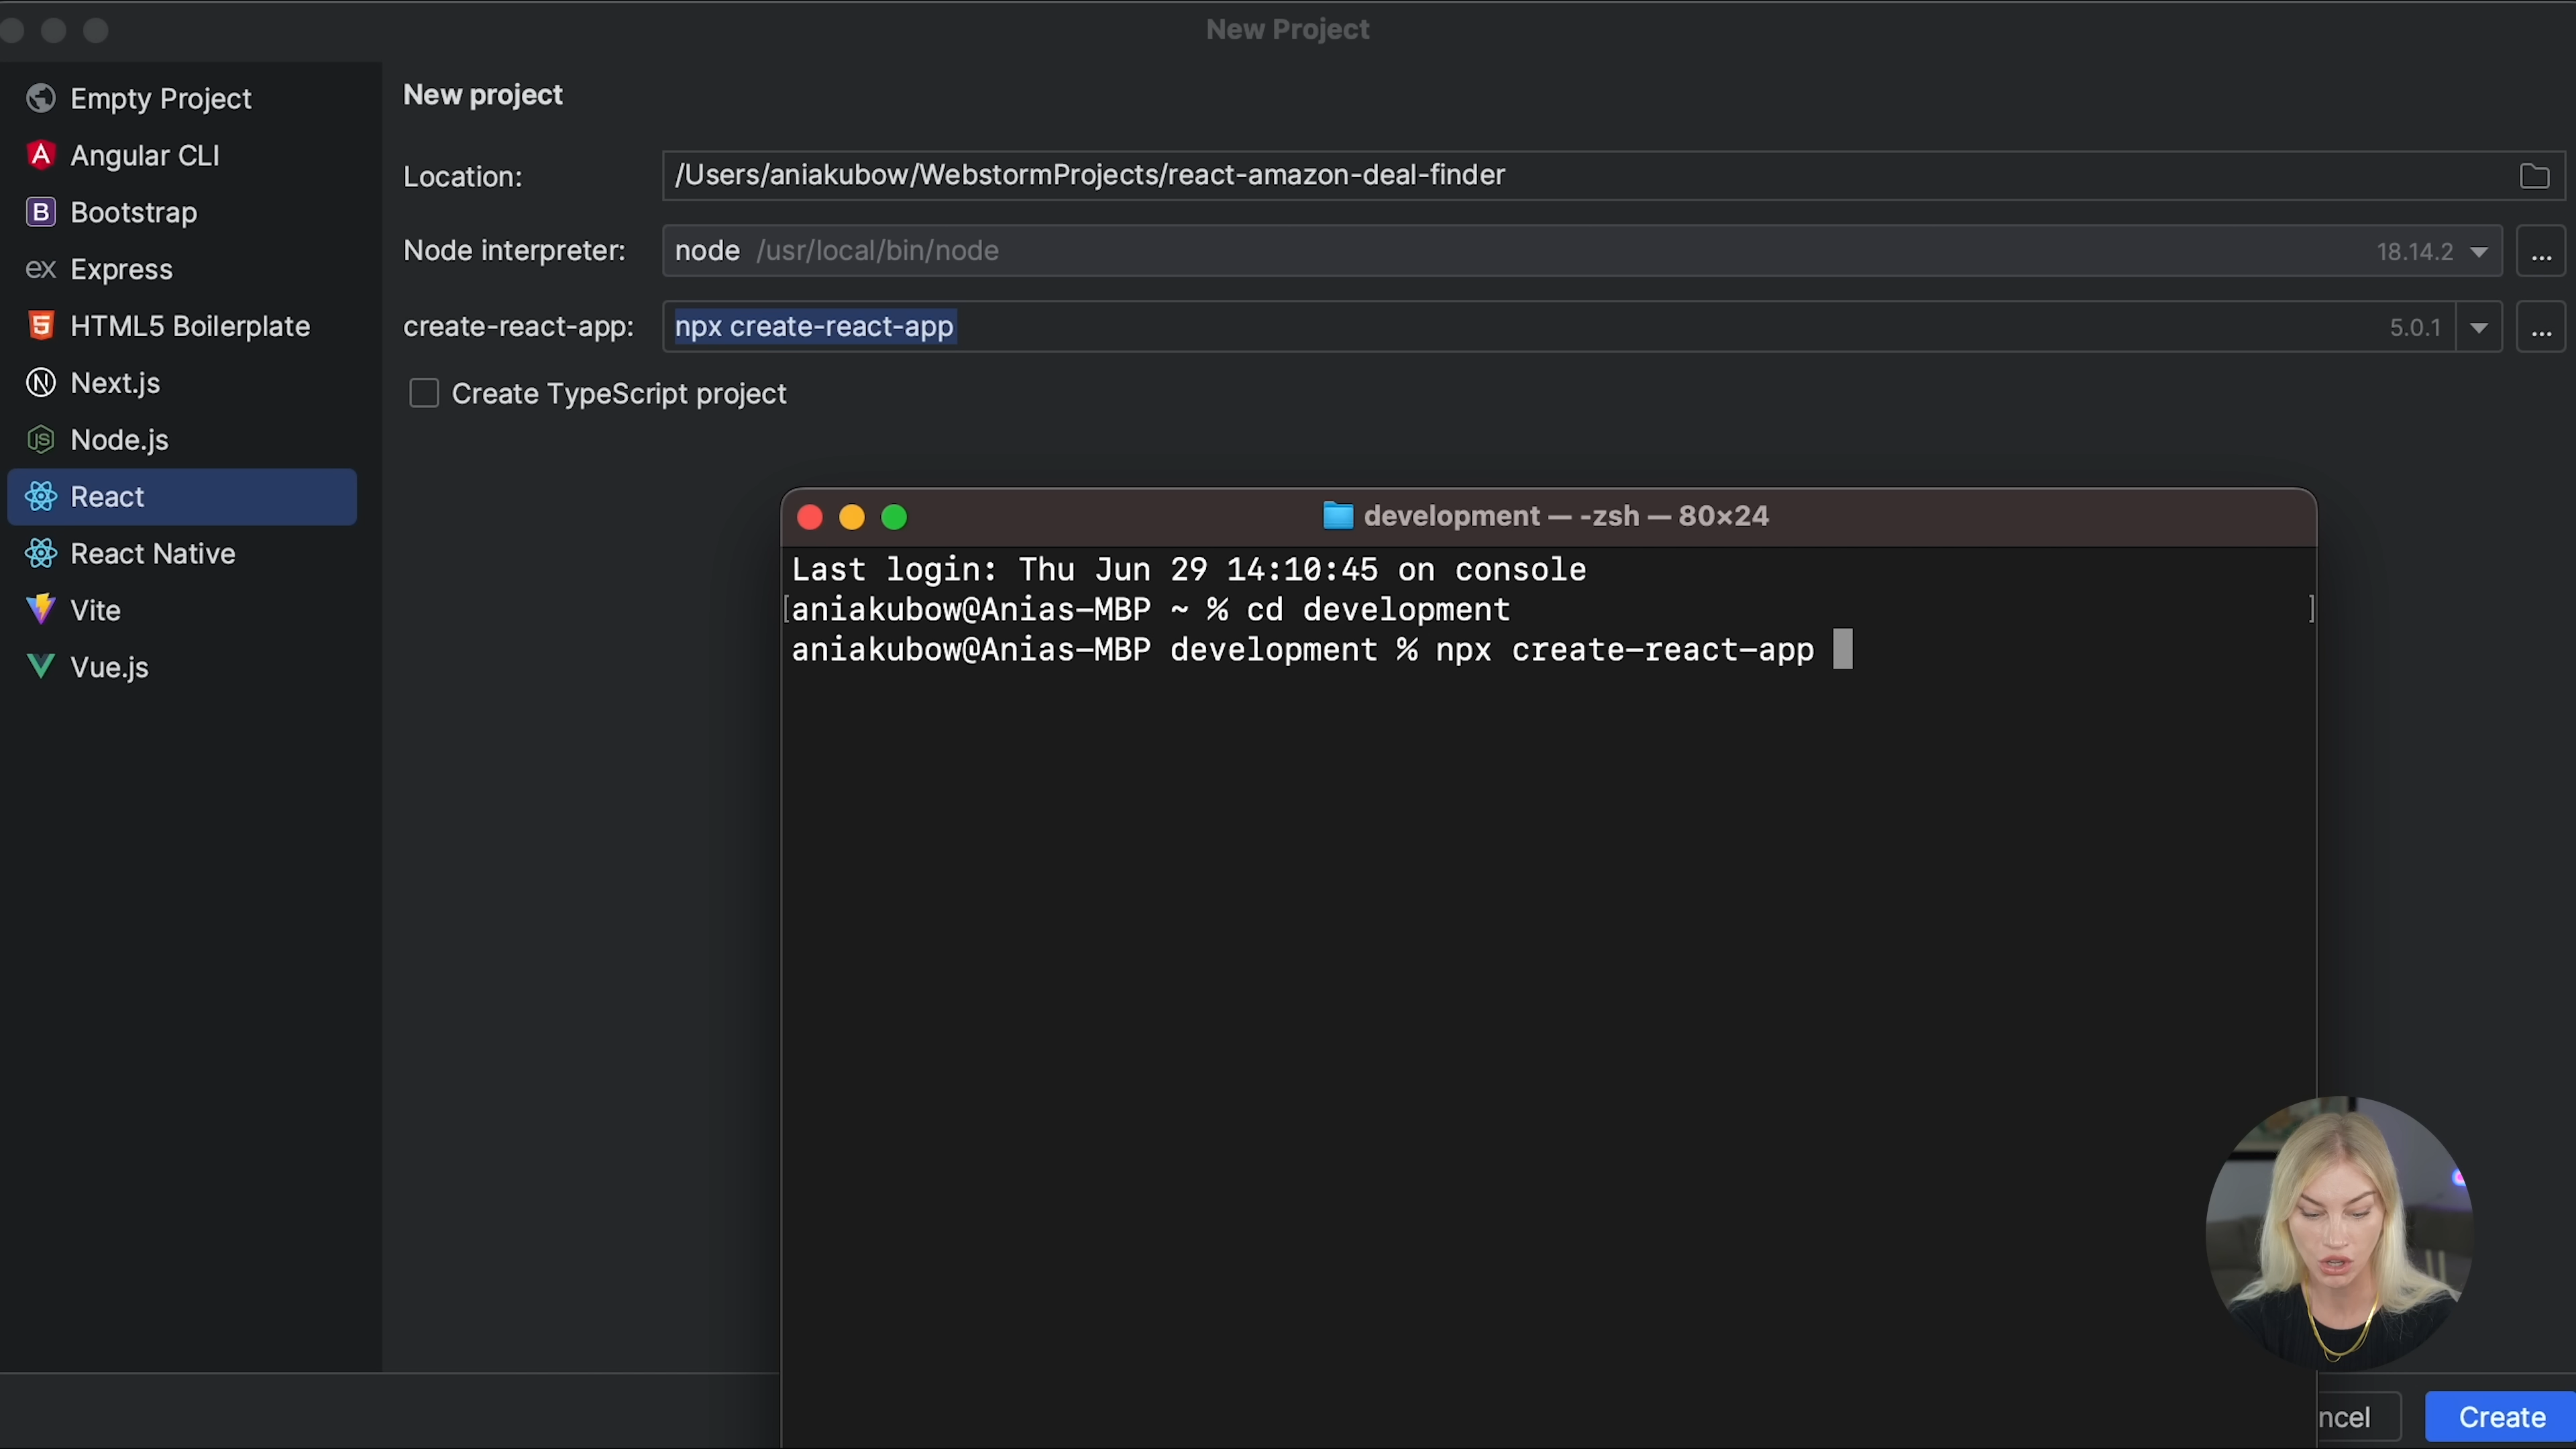 New Project
Empty Project
Angular CLI
Bootstrap
ex Express
HTML5 Boilerplate
Next.js
Node.js
React
React Native
Vite
Vue.js
New project
Location: /Users/aniakubow/WebstormProjects/react-amazon-deal-finder
Node interpreter: node /usr/local/bin/node 18.14.2 ...
create-react-app: npx create-react-app 5.0.1 ...
Create TypeScript project
development — -zsh — 80×24
Last login: Thu Jun 29 14:10:45 on console
[aniakubow@Anias-MBP ~ % cd development ]
aniakubow@Anias-MBP development % npx create-react-app
ncel
Create